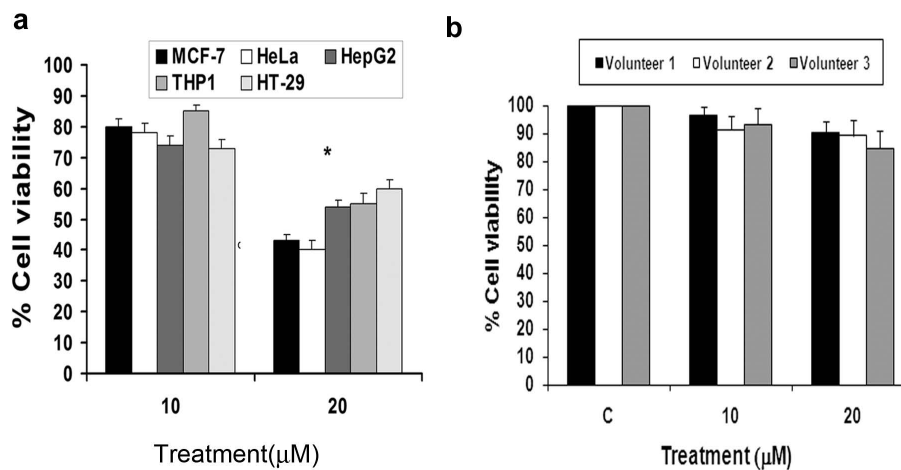 a
MCF-7 HeLa HepG2
THP1 HT-29
% Cell viability
100
90
80
70
60
50
40
30
20
10
0
*
c
10 20
Treatment(μM)
b
Volunteer 1 Volunteer 2 Volunteer 3
% Cell viability
100
90
80
70
60
50
40
30
20
10
0
C 10 20
Treatment (μM)